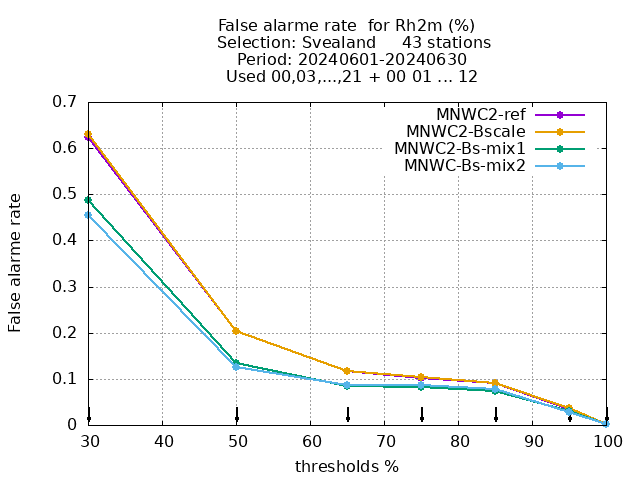 False alarme rate  for Rh2m (%)
Selection: Svealand     43 stations
Period: 20240601-20240630
Used 00,03,...,21 + 00 01 ... 12
0.7
0.6
0.5
0.4
0.3
0.2
0.1
0
MNWC2-ref
MNWC2-Bscale
MNWC2-Bs-mix1
MNWC-Bs-mix2
False alarme rate
30 40 50 60 70 80 90 100
thresholds %